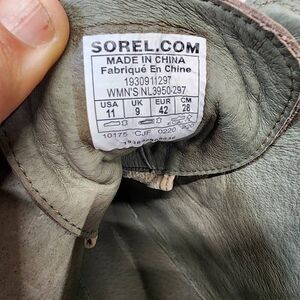 SOREL.COM
MADE IN CHINA
Fabriqué En Chine
1930911297
WMN'S NL3950-297
USA UK EUR CM
11 9 42 28
10175 CJF 0220